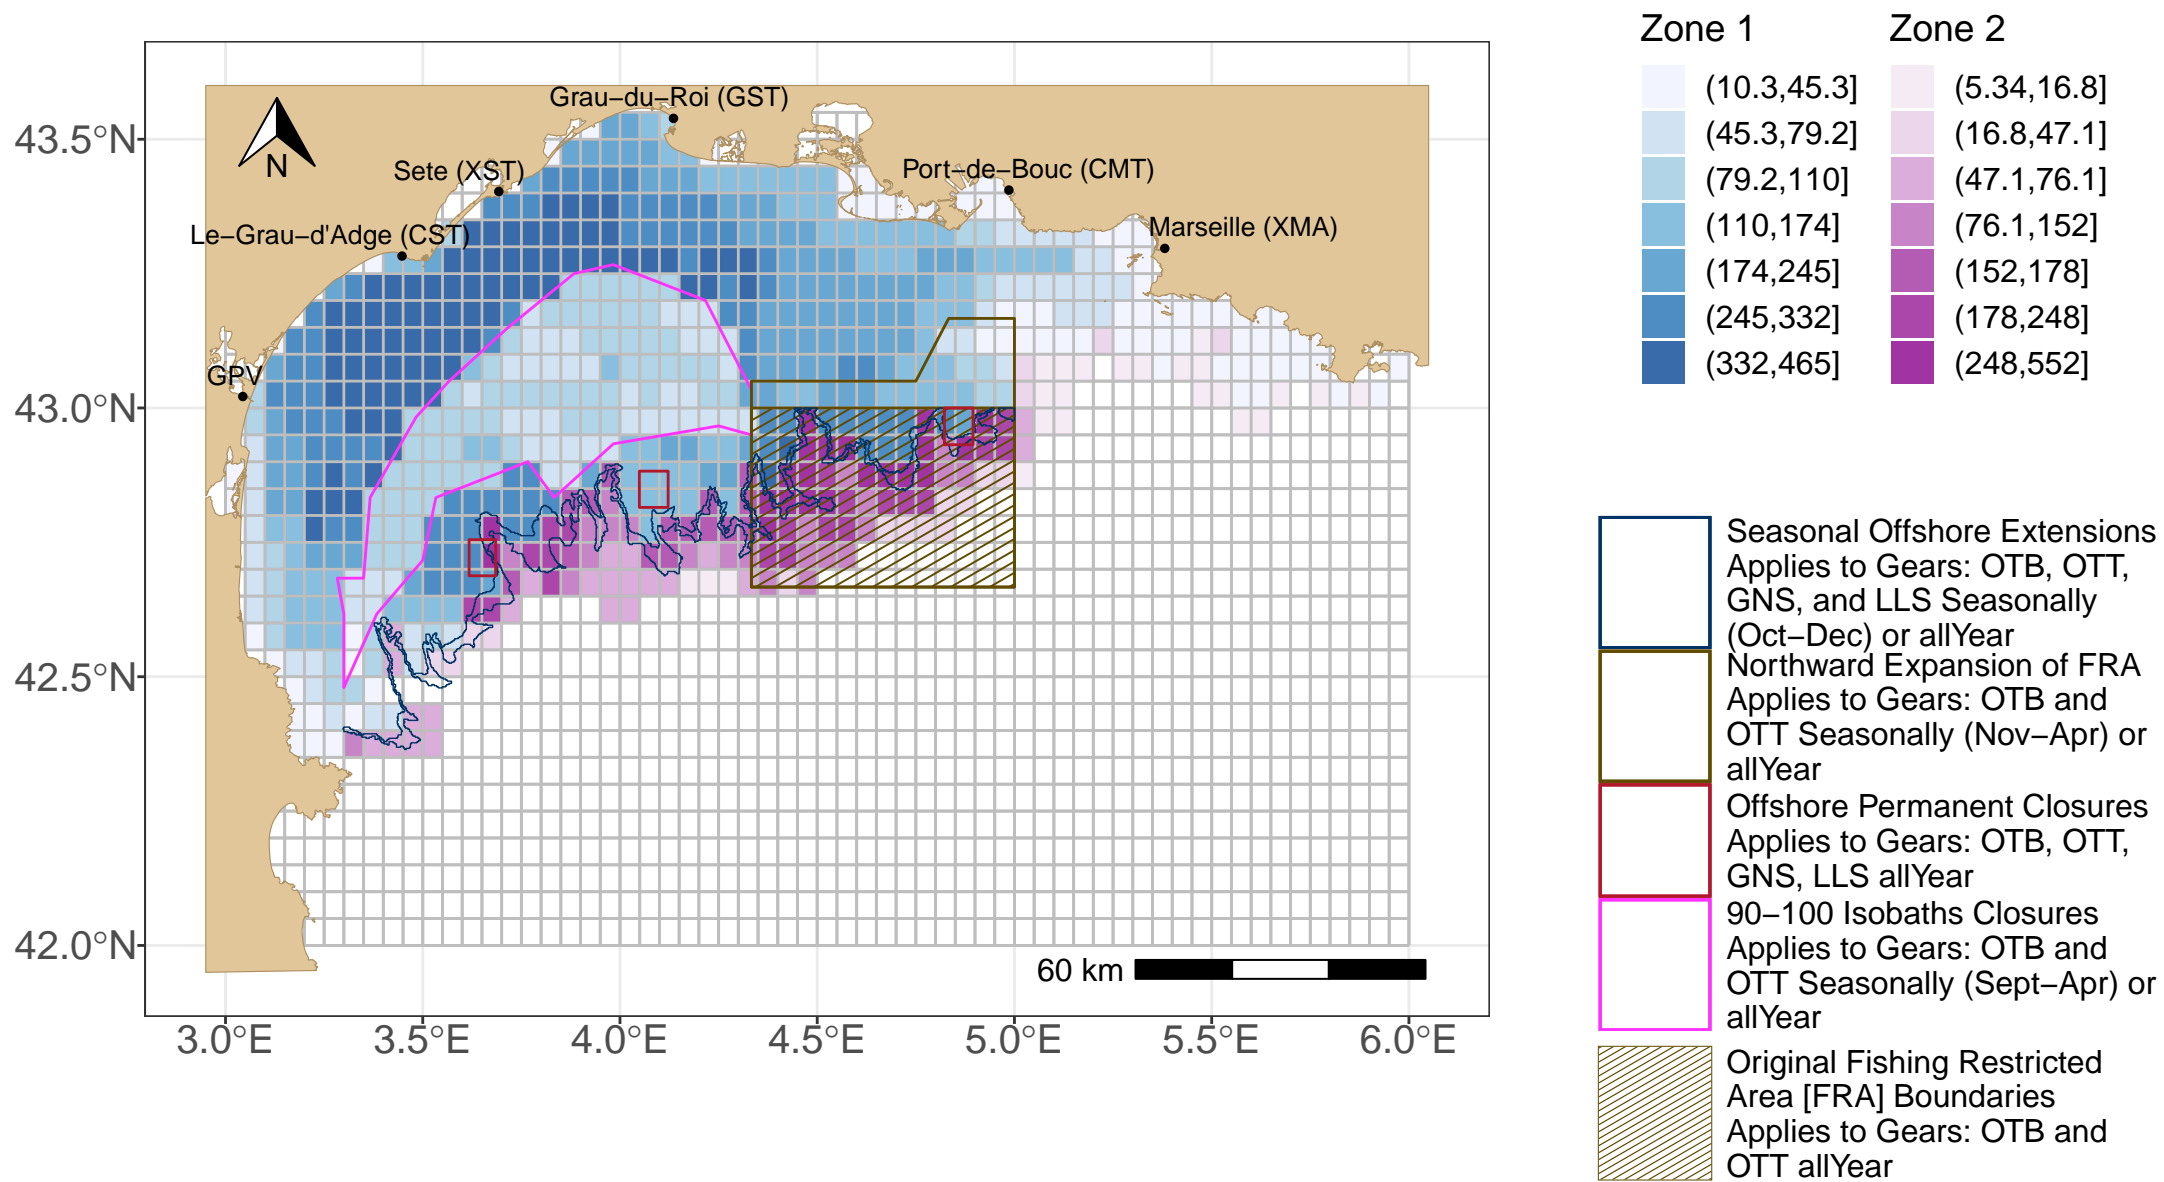 Zone 1
Zone 2
(10.3,45.3]
(45.3,79.2]
(79.2,110]
(110,174]
(174,245]
(245,332]
(332,465]
(5.34,16.8]
(16.8,47.1]
(47.1,76.1]
(76.1,152]
(152,178]
(178,248]
(248,552]
Grau−du−Roi (GST)
Sete (XST)
Port−de−Bouc (CMT)
Le−Grau−d'Adge (CST)
Marseille (XMA)
GPV
N
43.5°N
43.0°N
42.5°N
42.0°N
60 km
3.0°E
3.5°E
4.0°E
4.5°E
5.0°E
5.5°E
6.0°E
Seasonal Offshore Extensions
Applies to Gears: OTB, OTT,
GNS, and LLS Seasonally
(Oct−Dec) or allYear
Northward Expansion of FRA
Applies to Gears: OTB and
OTT Seasonally (Nov−Apr) or
allYear
Offshore Permanent Closures
Applies to Gears: OTB, OTT,
GNS, LLS allYear
90−100 Isobaths Closures
Applies to Gears: OTB and
OTT Seasonally (Sept−Apr) or
allYear
Original Fishing Restricted
Area [FRA] Boundaries
Applies to Gears: OTB and
OTT allYear